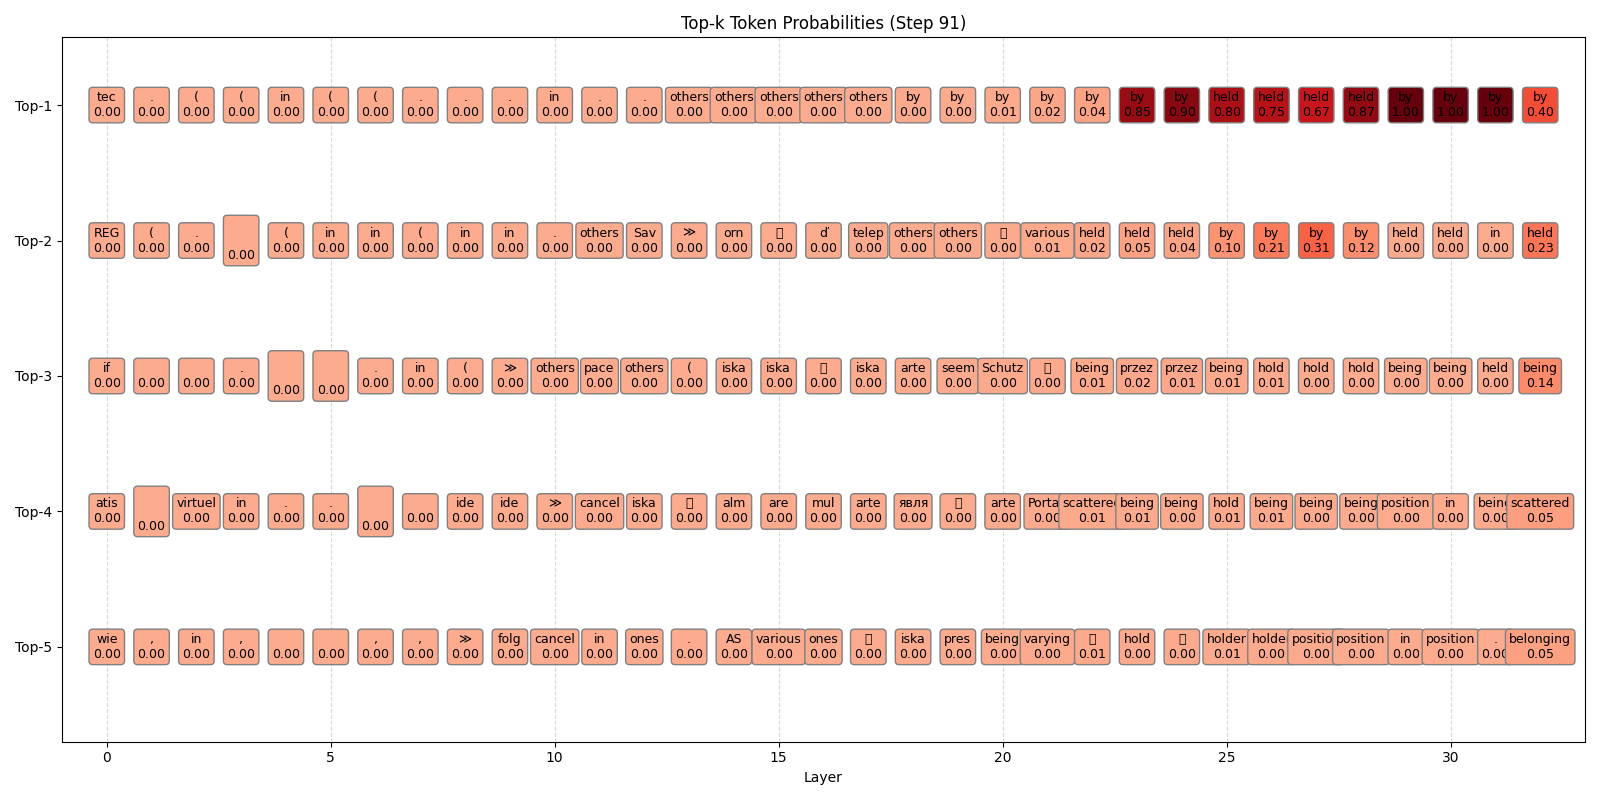 Top-k Token Probabilities (Step 91)
Top-1
tec . ( ( in ( ( . . . in . . others others others others others by by by by by by by held held held held by by by by
0.00 0.00 0.00 0.00 0.00 0.00 0.00 0.00 0.00 0.00 0.00 0.00 0.00 0.00 0.00 0.00 0.00 0.00 0.00 0.00 0.01 0.02 0.04 0.85 0.90 0.80 0.75 0.67 0.87 1.00 1.00 1.00 0.40
Top-2
REG ( . ( in in ( in in . others Sav ≫ orn ď telep others others various held held held by by by by held held in held
0.00 0.00 0.00 0.00 0.00 0.00 0.00 0.00 0.00 0.00 0.00 0.00 0.00 0.00 0.00 0.00 0.00 0.00 0.00 0.00 0.00 0.01 0.02 0.05 0.04 0.10 0.21 0.31 0.12 0.00 0.00 0.00 0.23
Top-3
if . . in ( ≫ others pace others ( iska iska iska arte seem Schutz being przez przez being hold hold hold being being held being
0.00 0.00 0.00 0.00 0.00 0.00 0.00 0.00 0.00 0.00 0.00 0.00 0.00 0.00 0.00 0.00 0.00 0.00 0.00 0.00 0.00 0.00 0.01 0.02 0.01 0.01 0.01 0.00 0.00 0.00 0.00 0.00 0.14
Top-4
atis virtuel in . . ide ide ≫ cancel iska alm are mul arte явля arte Porta scattered being being hold being being being position in being scattered
0.00 0.00 0.00 0.00 0.00 0.00 0.00 0.00 0.00 0.00 0.00 0.00 0.00 0.00 0.00 0.00 0.00 0.00 0.00 0.00 0.00 0.00 0.01 0.01 0.00 0.01 0.01 0.00 0.00 0.00 0.00 0.00 0.05
Top-5
wie , in , , , ≫ folg cancel in ones . AS various ones iska pres being varying hold holder holder position position in position . belonging
0.00 0.00 0.00 0.00 0.00 0.00 0.00 0.00 0.00 0.00 0.00 0.00 0.00 0.00 0.00 0.00 0.00 0.00 0.00 0.00 0.00 0.00 0.01 0.00 0.00 0.01 0.00 0.00 0.00 0.00 0.00 0.00 0.05
0 5 10 15 20 25 30
Layer